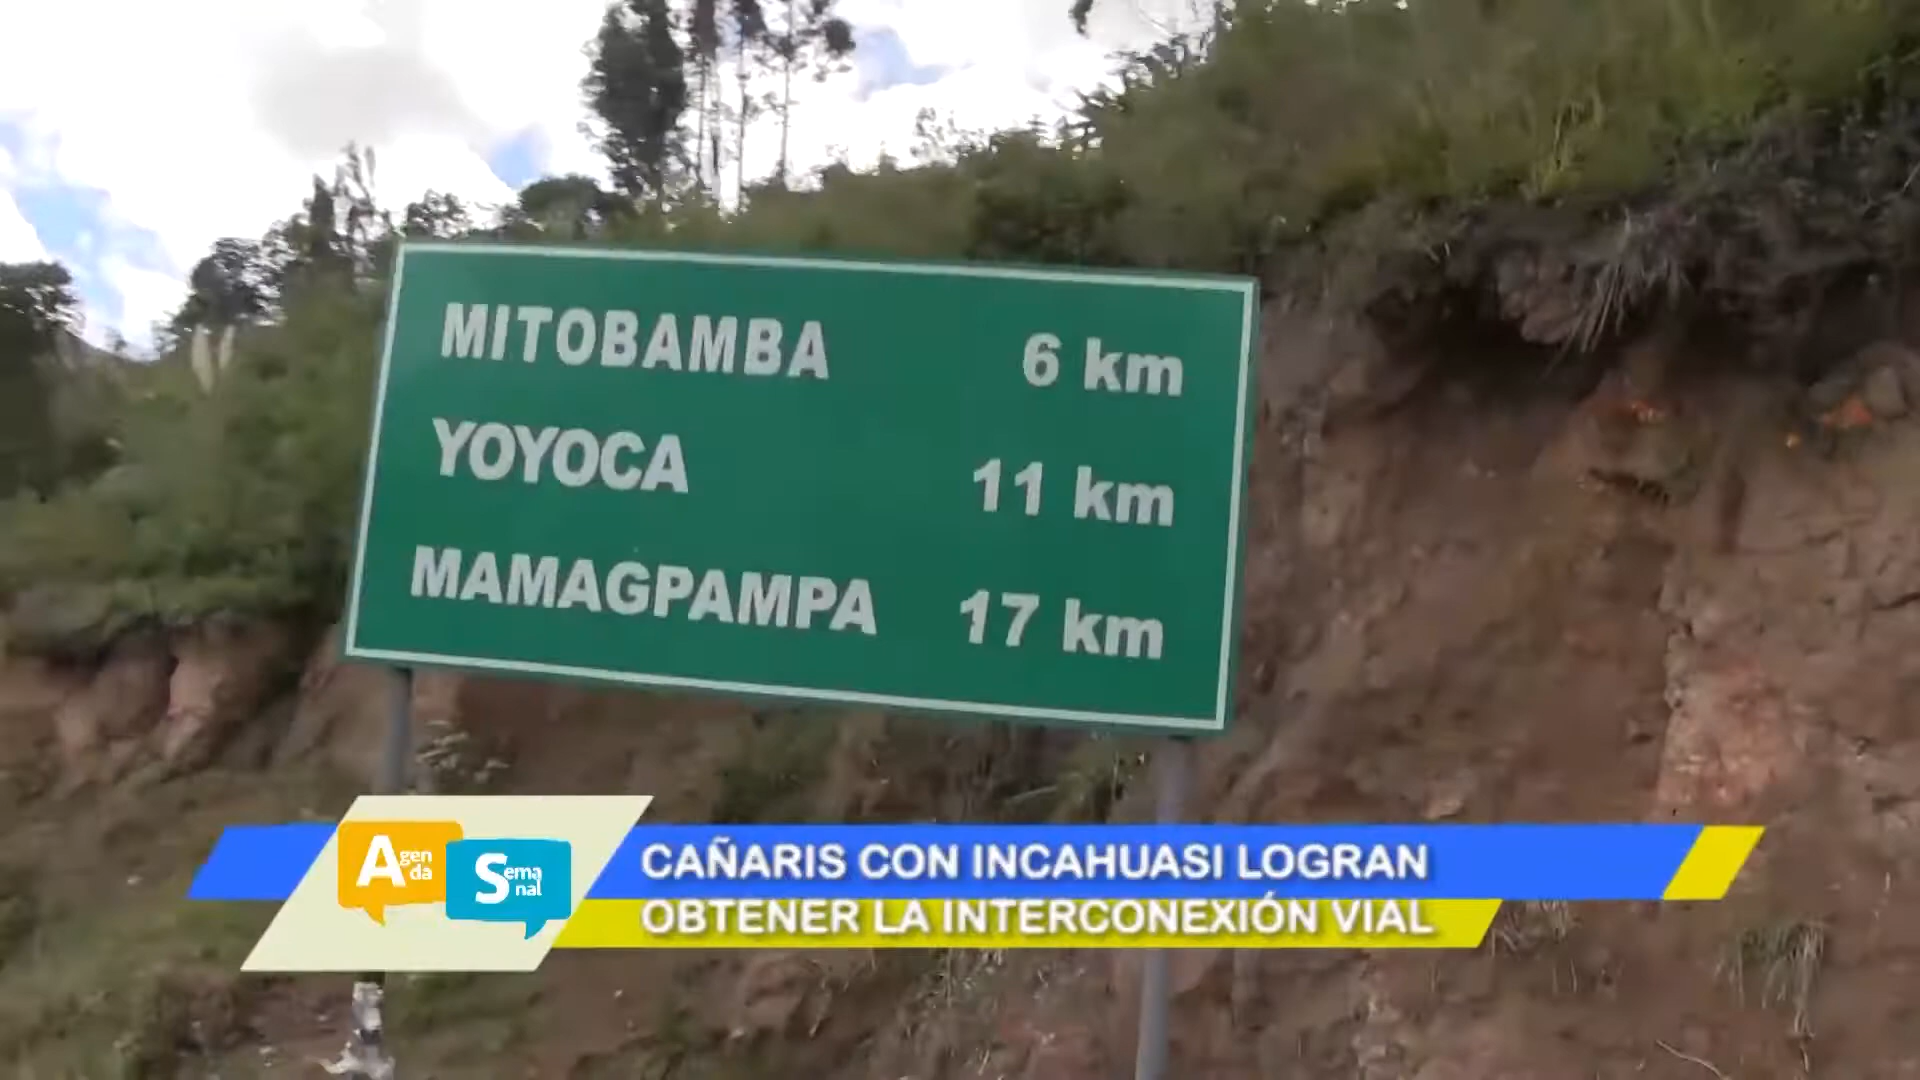 MITOBAMBA 6 km
YOYOCA 11 km
MAMAGPAMPA 17 km
Agenda Semanal
CAÑARIS CON INCAHUASI LOGRAN
OBTENER LA INTERCONEXIÓN VIAL